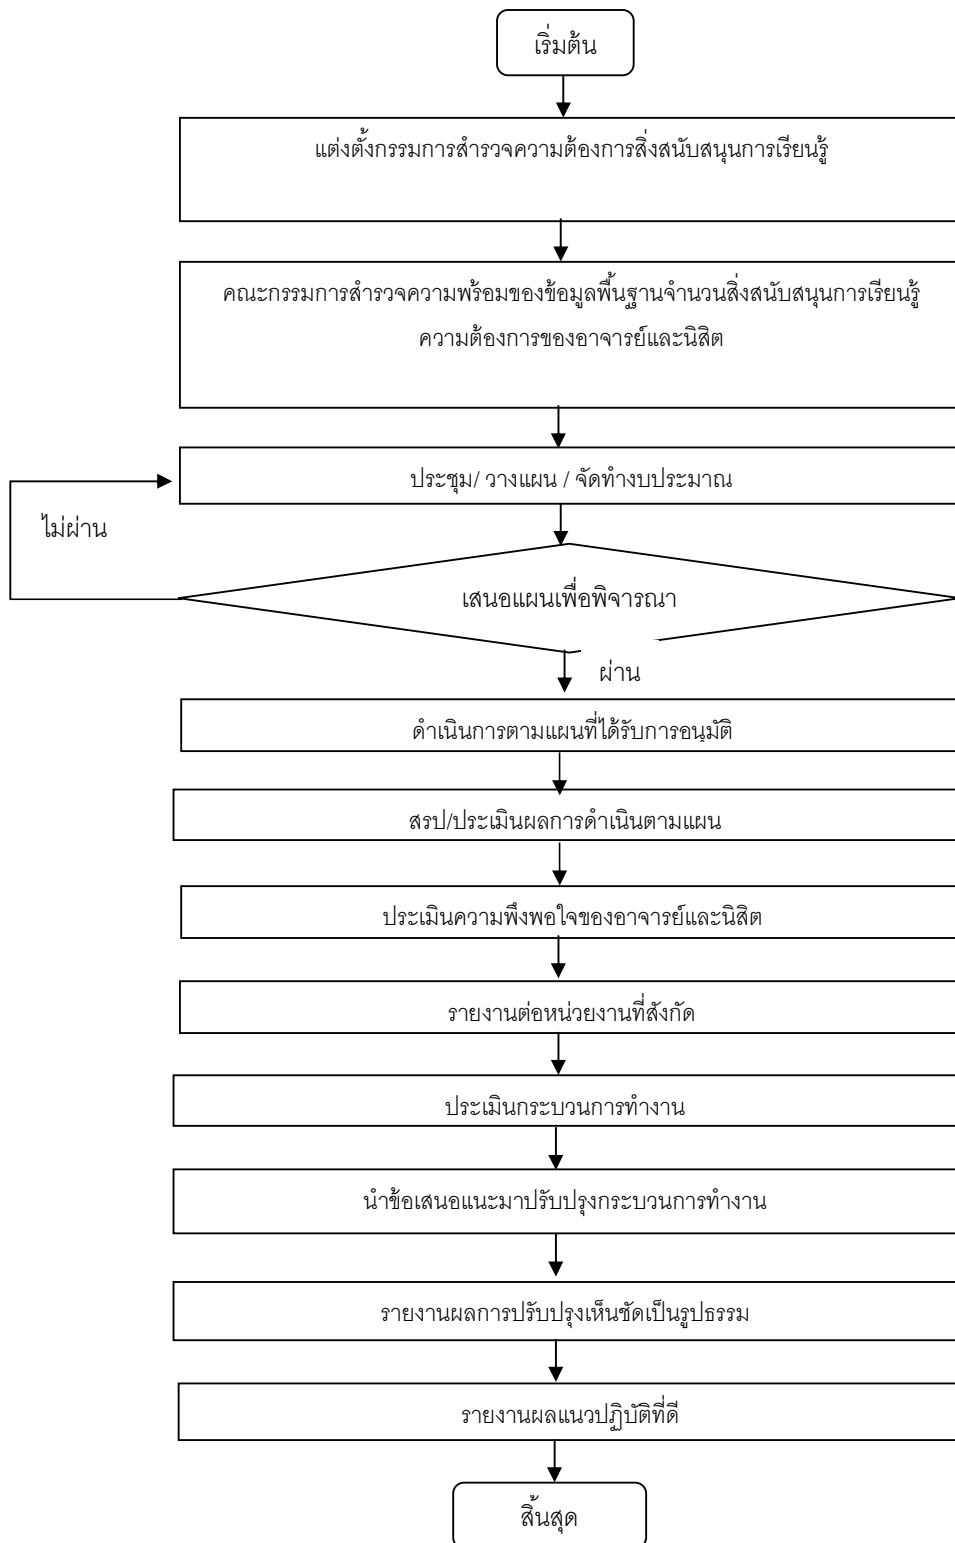 เริ่มต้น
แต่งตั้งกรรมการสำรวจความต้องการสิ่งสนับสนุนการเรียนรู้
คณะกรรมการสำรวจความพร้อมของข้อมูลพื้นฐานจำนวนสิ่งสนับสนุนการเรียนรู้
ความต้องการของอาจารย์และนิสิต
ประชุม/ วางแผน / จัดทำงบประมาณ
ไม่ผ่าน
เสนอแผนเพื่อพิจารณา
ผ่าน
ดำเนินการตามแผนที่ได้รับการอนุมัติ
สรุป/ประเมินผลการดำเนินตามแผน
ประเมินความพึงพอใจของอาจารย์และนิสิต
รายงานต่อหน่วยงานที่สังกัด
ประเมินกระบวนการทำงาน
นำข้อเสนอแนะมาปรับปรุงกระบวนการทำงาน
รายงานผลการปรับปรุงเห็นชัดเป็นรูปธรรม
รายงานผลแนวปฏิบัติที่ดี
สิ้นสุด